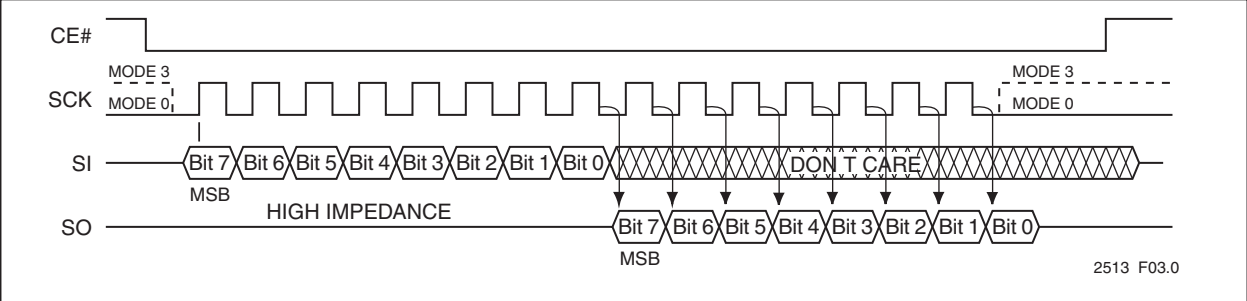 CE#
MODE 3 MODE 3
SCK MODE 0 MODE 0
SI Bit 7 Bit 6 Bit 5 Bit 4 Bit 3 Bit 2 Bit 1 Bit 0 DON T CARE
MSB
HIGH IMPEDANCE
SO Bit 7 Bit 6 Bit 5 Bit 4 Bit 3 Bit 2 Bit 1 Bit 0
MSB
2513 F03.0